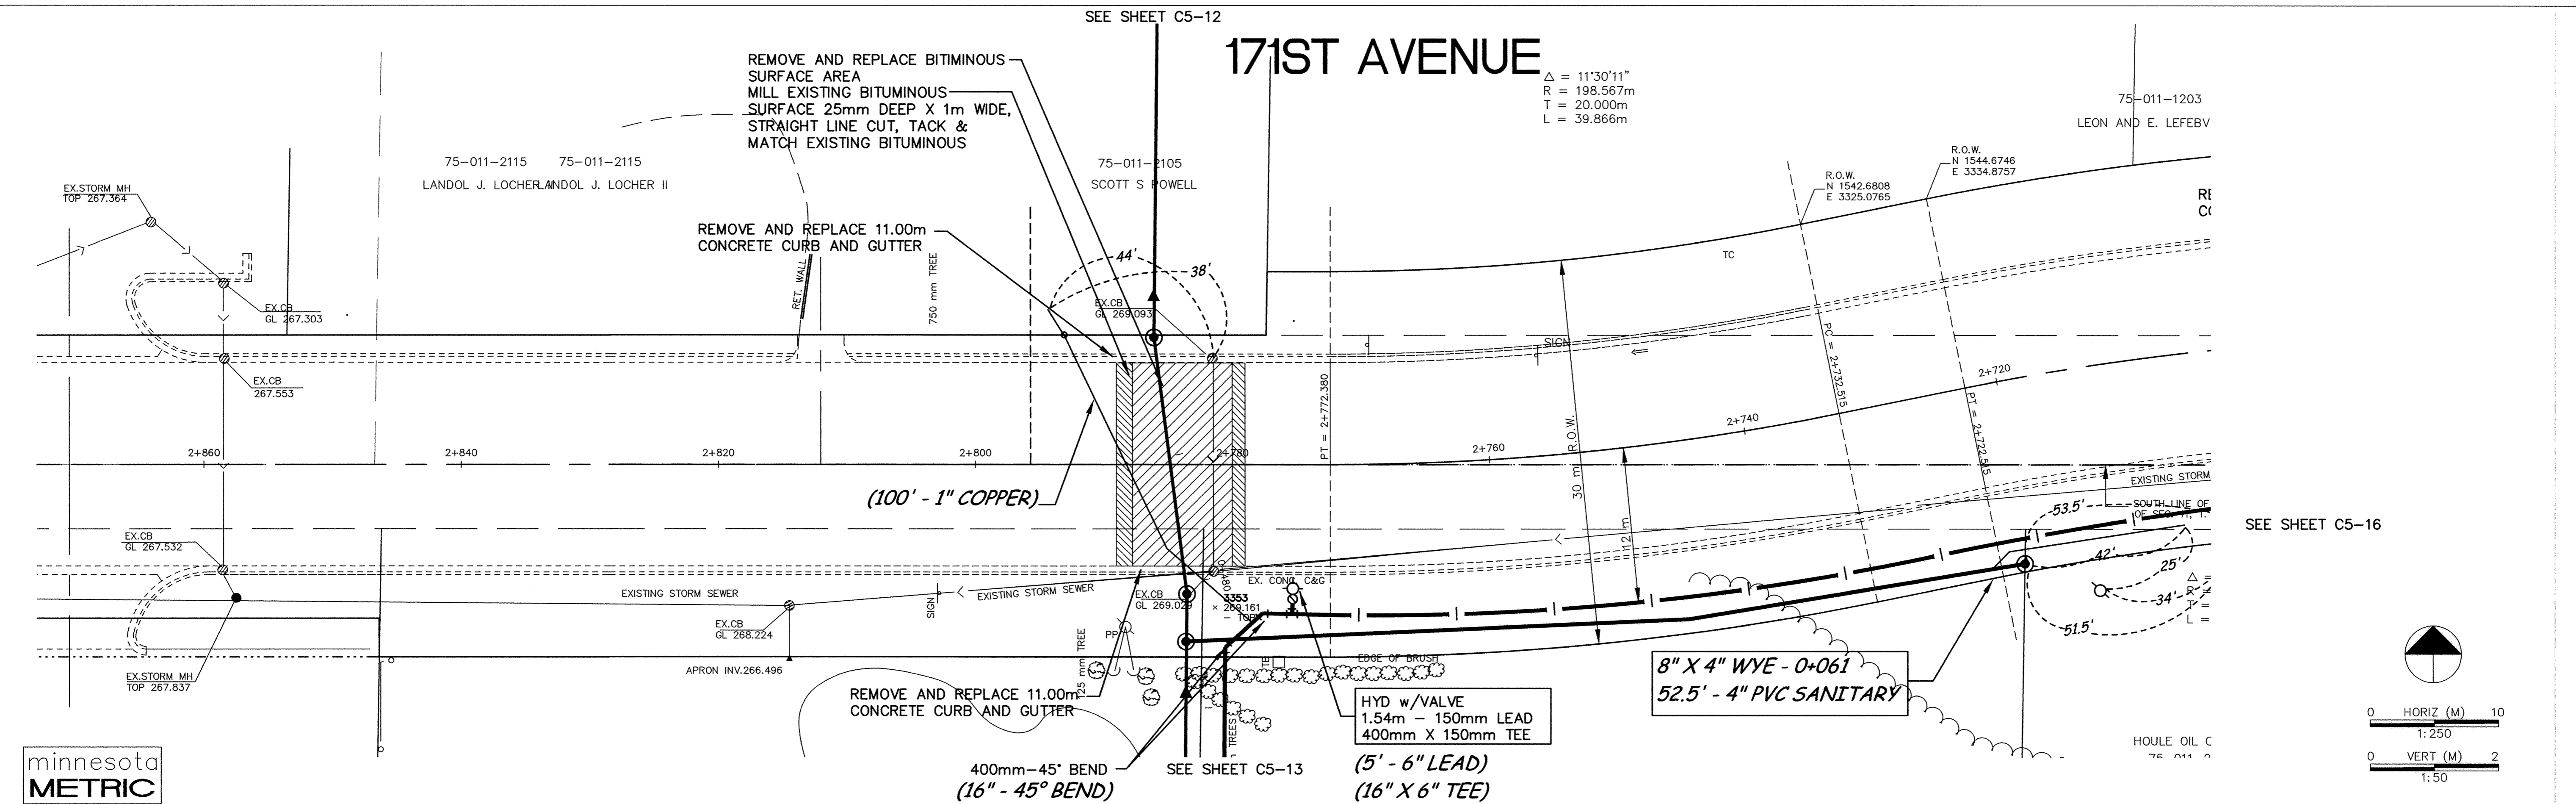 SEE SHEET C5-12
171ST AVENUE
REMOVE AND REPLACE BITIMINOUS
SURFACE AREA
MILL EXISTING BITUMINOUS
SURFACE 25mm DEEP X 1m WIDE,
STRAIGHT LINE CUT, TACK &
MATCH EXISTING BITUMINOUS
△ = 11°30'11"
R = 198.567m
T = 20.000m
L = 39.866m
75-011-1203
LEON AND E. LEFEBV
75-011-2115
75-011-2115
75-011-2105
LANDOL J. LOCHER II
LANDOL J. LOCHER II
SCOTT S POWELL
R.O.W.
N 1544.6746
E 3334.8757
R.O.W.
N 1542.6808
E 3325.0765
EX.STORM MH
TOP 267.364
REMOVE AND REPLACE 11.00m
CONCRETE CURB AND GUTTER
44'
38'
TC
RET. WALL
750 mm TREE
EX.CB
GL 267.303
EX.CB
GL 269.093
SIGN
EX.CB
267.553
PT = 2+772.380
PC = 2+732.515
PT = 2+722.515
2+860
2+840
2+820
2+800
2+780
2+760
2+740
2+720
30 m R.O.W.
12 m
(100' - 1" COPPER)
EXISTING STORM
SOUTH LINE OF
OF SEC.
53.5'
SEE SHEET C5-16
EX.CB
GL 267.532
42'
25'
34'
51.5'
△ =
R =
T =
L =
EX. CONC. C&G
EXISTING STORM SEWER
SIGN
EXISTING STORM SEWER
EX.CB
GL 269.029
3353
× 269.161
EX.CB
GL 268.224
PP
125 mm TREE
TB
EDGE OF BRUSH
APRON INV.266.496
EX.STORM MH
TOP 267.837
REMOVE AND REPLACE 11.00m
CONCRETE CURB AND GUTTER
TREES
8" X 4" WYE - 0+061
52.5' - 4" PVC SANITARY
HYD w/VALVE
1.54m - 150mm LEAD
400mm X 150mm TEE
(5' - 6" LEAD)
(16" X 6" TEE)
400mm-45° BEND
(16" - 45° BEND)
SEE SHEET C5-13
HOULE OIL C
minnesota
METRIC
0 HORIZ (M) 10
1:250
0 VERT (M) 2
1:50